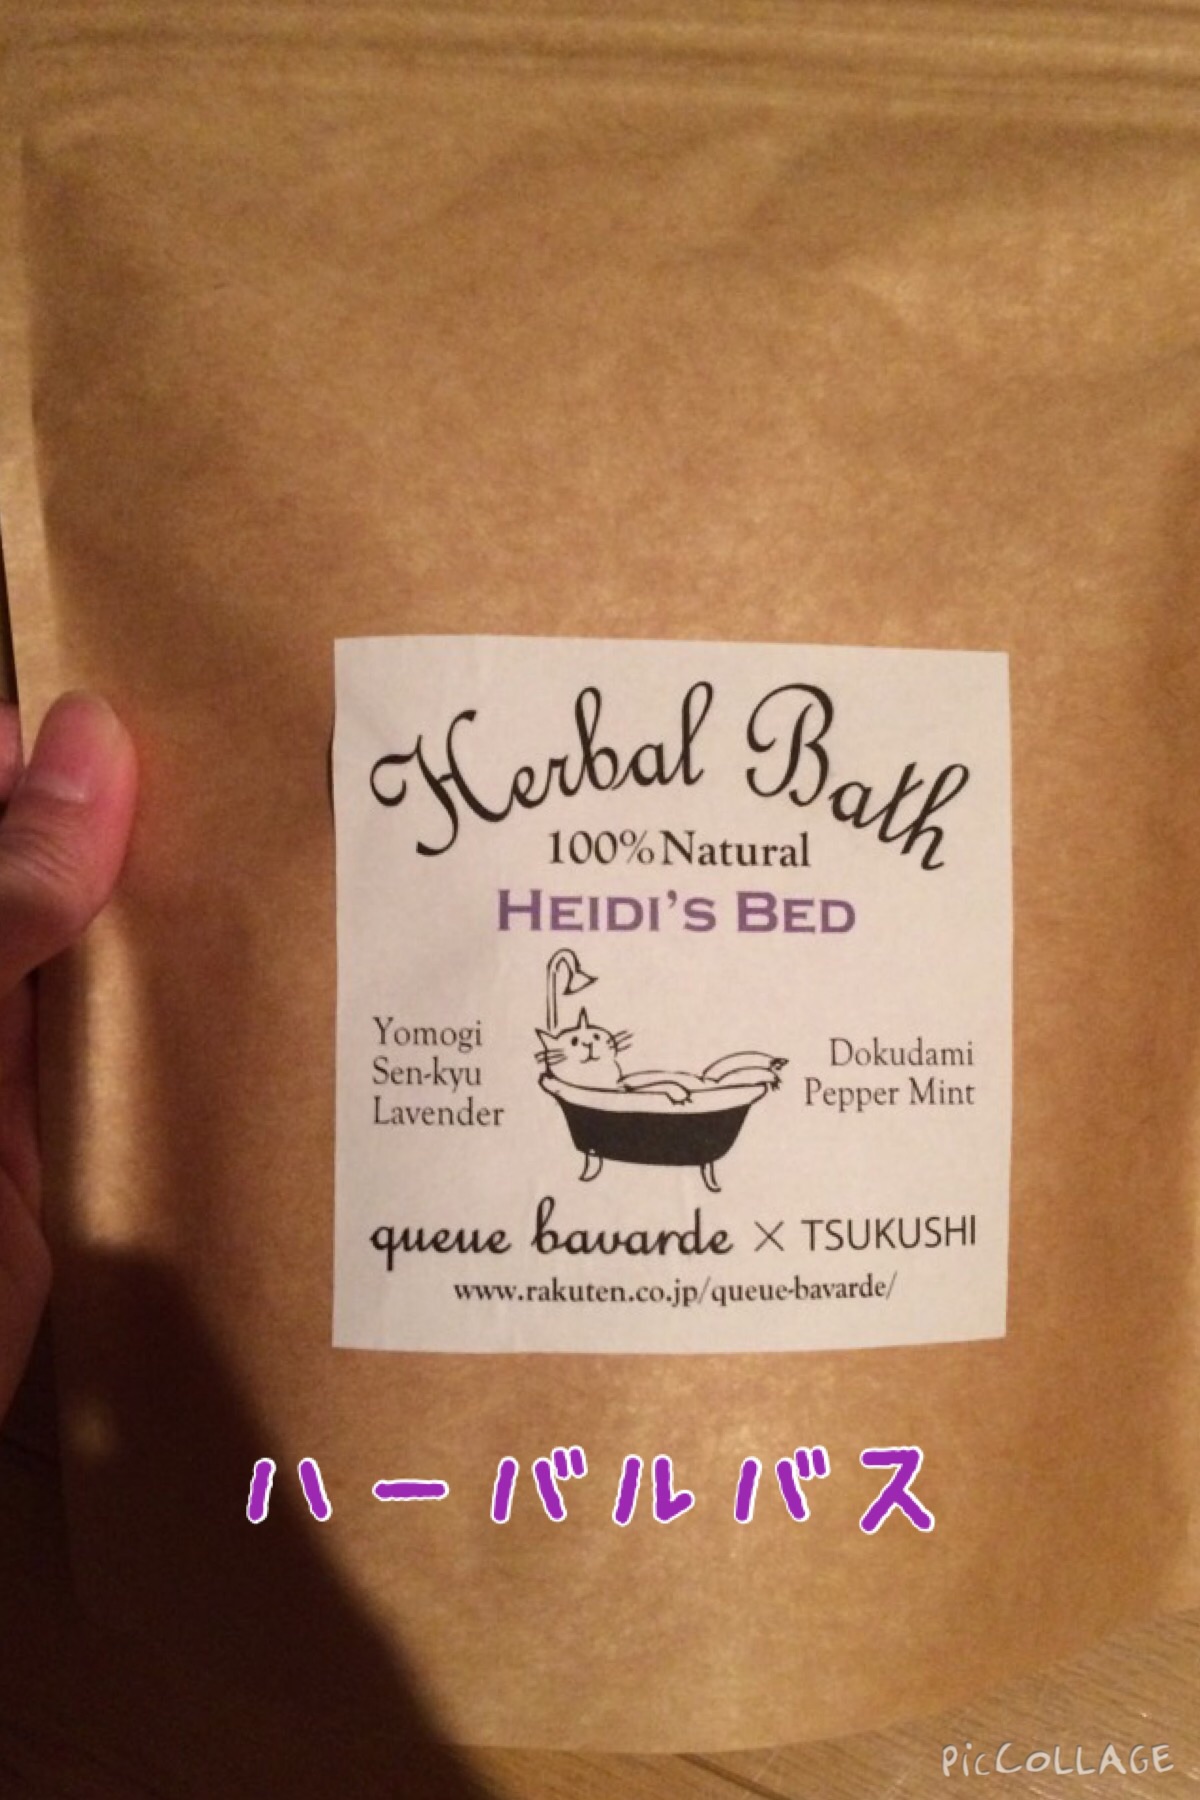 Herbal Bath
100% Natural
HEIDI'S BED
Yomogi
Sen-kyu
Lavender
Dokudami
Pepper Mint
queue bavarde × TSUKUSHI
www.rakuten.co.jp/queue-bavarde/
ハーバルバス
PicCOLLAGE